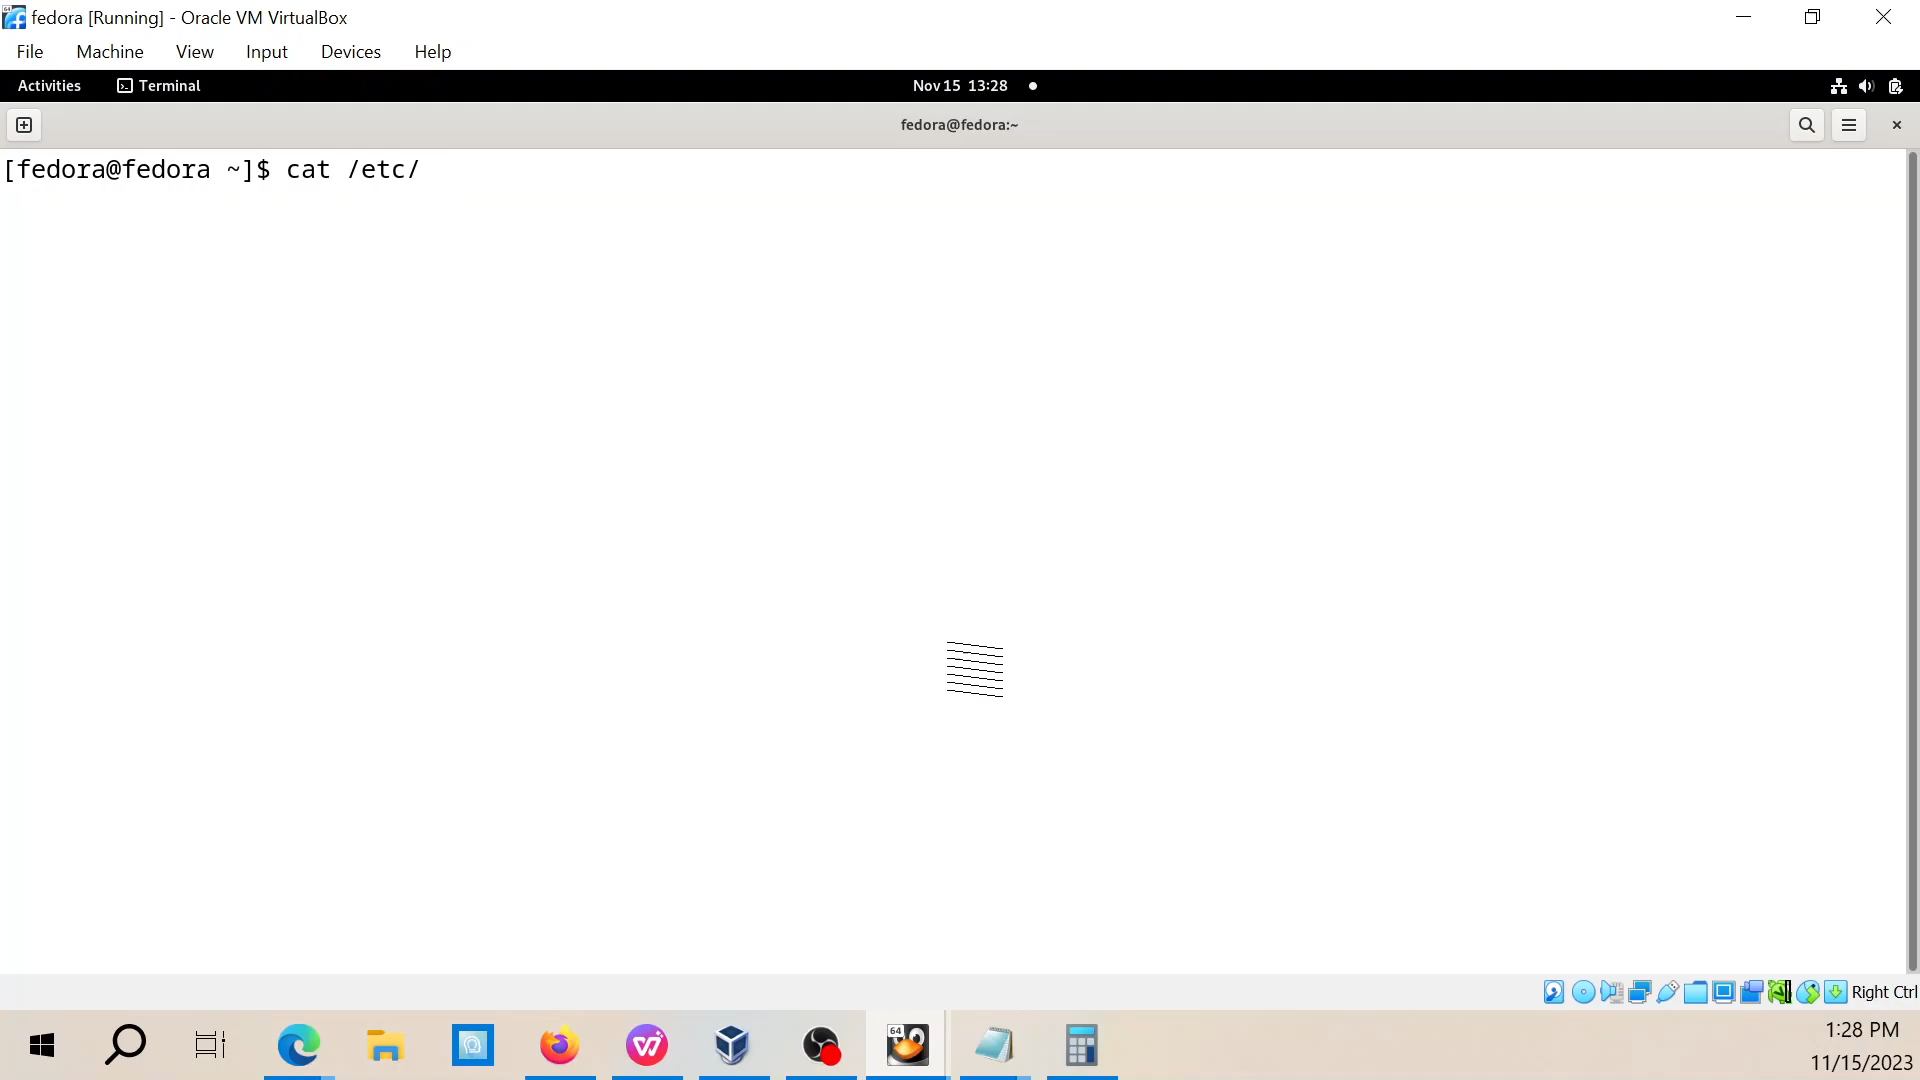 fedora [Running] - Oracle VM VirtualBox
File Machine View Input Devices Help
Activities Terminal Nov 15 13:28
fedora@fedora:~
[fedora@fedora ~]$ cat /etc/
Right Ctrl
64
1:28 PM
11/15/2023